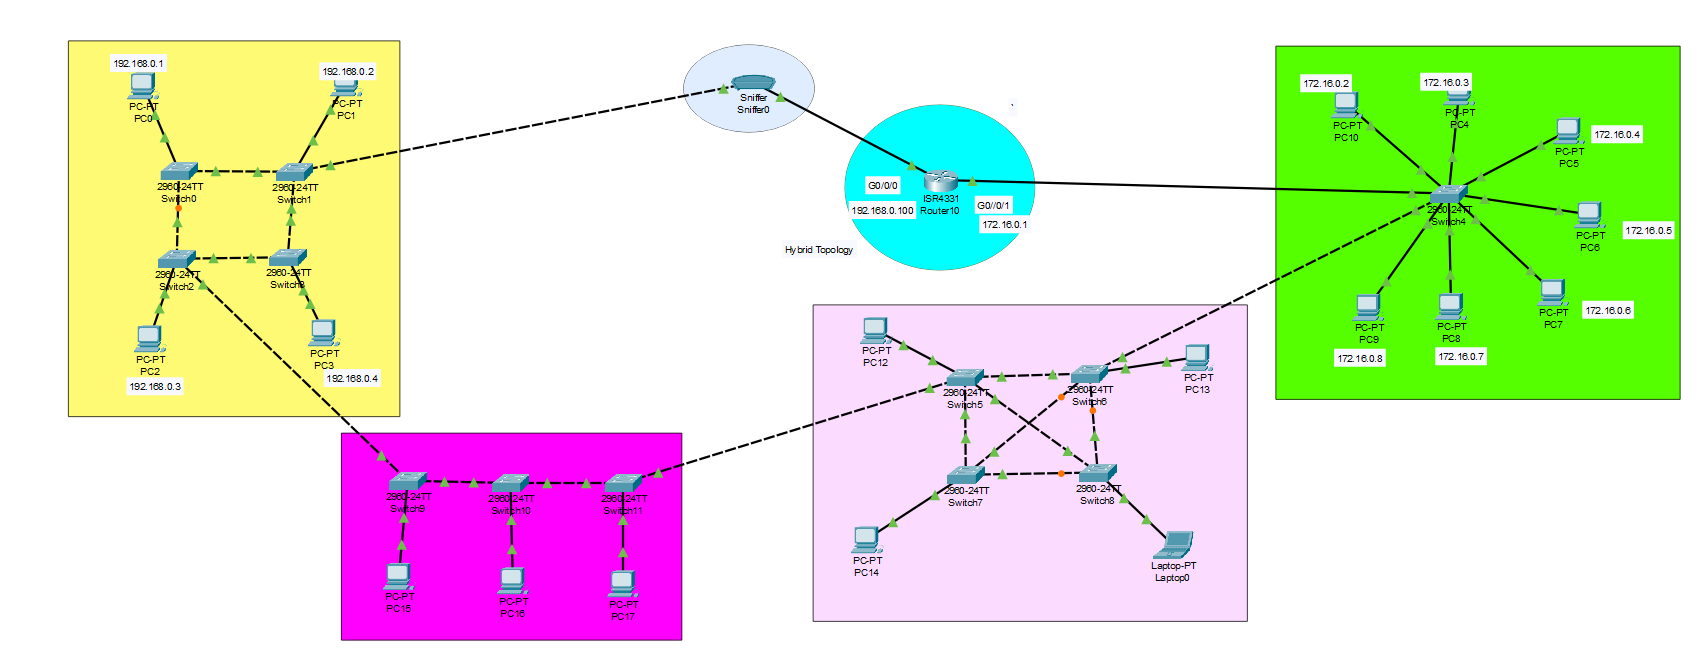 192.168.0.1
PC-PT
PC0
192.168.0.2
PC-PT
PC1
2960-24TT
Switch0
2960-24TT
Switch1
2960-24TT
Switch2
2960-24TT
Switch3
PC-PT
PC2
192.168.0.3
PC-PT
PC3
192.168.0.4
Sniffer
Sniffer0
G0/0/0
192.168.0.100
ISR4331
Router10
G0//0/1
172.16.0.1
Hybrid Topology
172.16.0.2
PC-PT
PC10
172.16.0.3
PC-PT
PC4
172.16.0.4
PC-PT
PC5
2960-24TT
Switch4
172.16.0.5
PC-PT
PC6
172.16.0.6
PC-PT
PC7
PC-PT
PC8
172.16.0.7
PC-PT
PC9
172.16.0.8
PC-PT
PC12
2960-24TT
Switch5
2960-24TT
Switch6
PC-PT
PC13
2960-24TT
Switch7
2960-24TT
Switch8
PC-PT
PC14
Laptop-PT
Laptop0
2960-24TT
Switch9
2960-24TT
Switch10
2960-24TT
Switch11
PC-PT
PC15
PC-PT
PC16
PC-PT
PC17